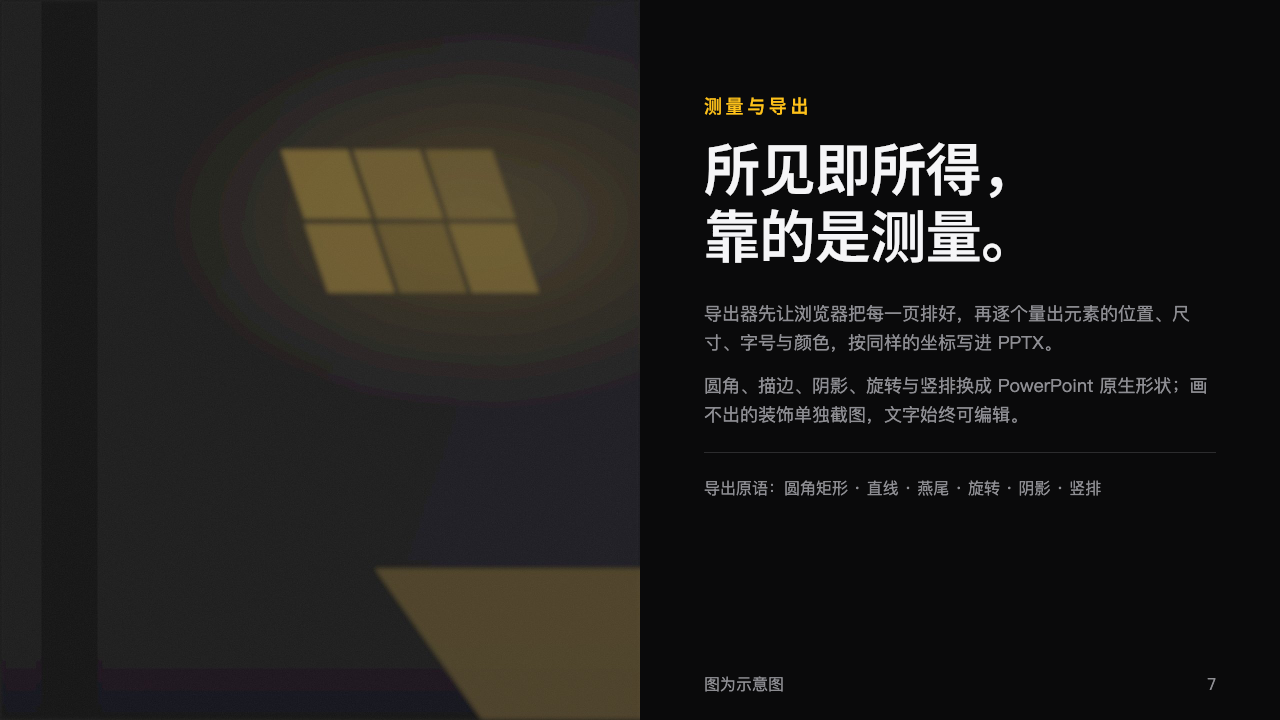 测量与导出
所见即所得，
靠的是测量。
导出器先让浏览器把每一页排好，再逐个量出元素的位置、尺
寸、字号与颜色，按同样的坐标写进 PPTX。
圆角、描边、阴影、旋转与竖排换成 PowerPoint 原生形状；画
不出的装饰单独截图，文字始终可编辑。
导出原语：圆角矩形 · 直线 · 燕尾 · 旋转 · 阴影 · 竖排
图为示意图
7